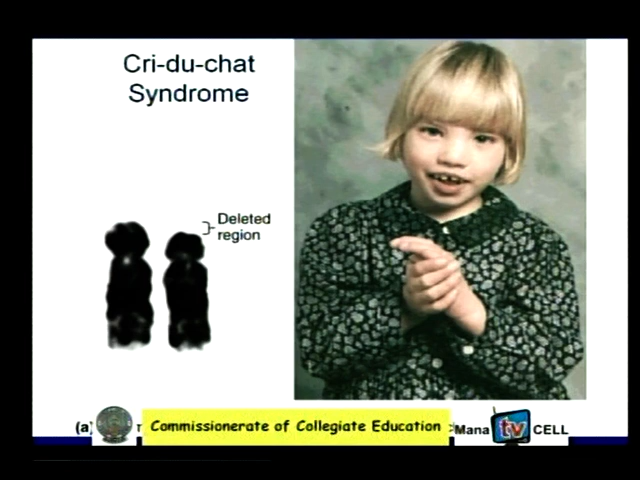 Cri-du-chat
Syndrome
Deleted
region
(a)
Commissionerate of Collegiate Education
Mana tv CELL